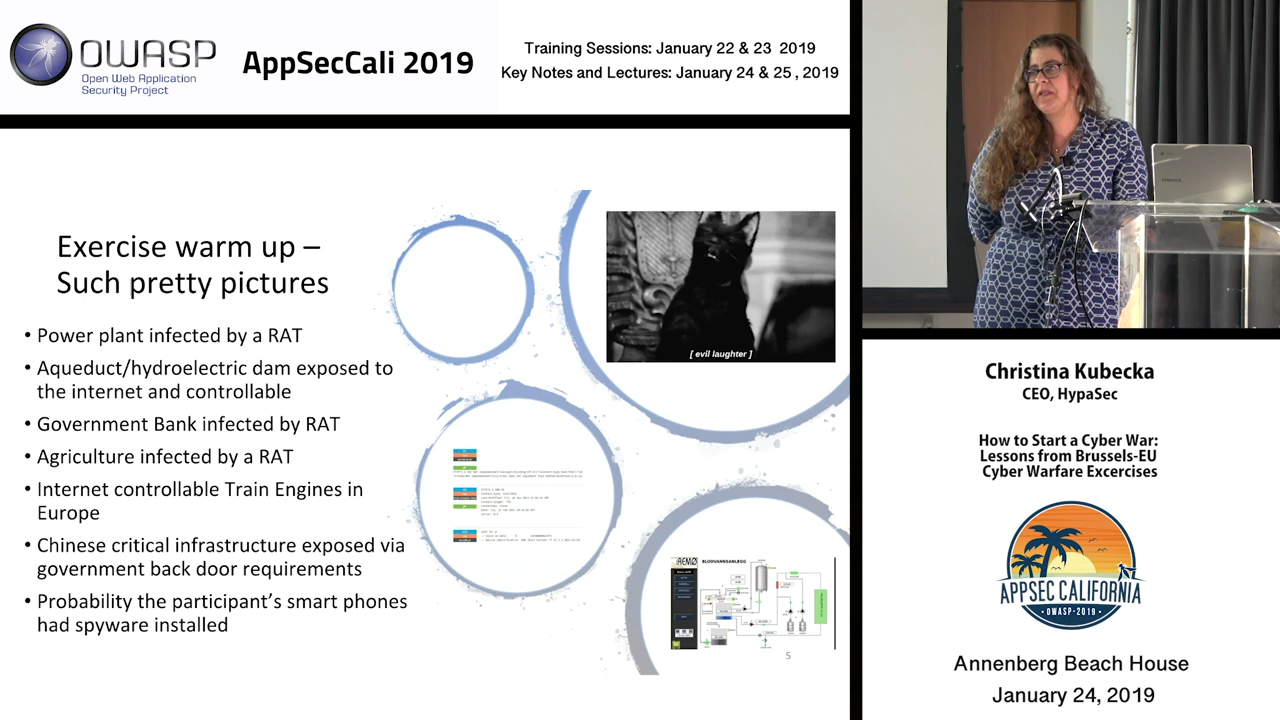 OWASP
Open Web Application
Security Project
AppSecCali 2019
Training Sessions: January 22 & 23 2019
Key Notes and Lectures: January 24 & 25 , 2019
Exercise warm up –
Such pretty pictures
• Power plant infected by a RAT
• Aqueduct/hydroelectric dam exposed to
the internet and controllable
• Government Bank infected by RAT
• Agriculture infected by a RAT
• Internet controllable Train Engines in
Europe
• Chinese critical infrastructure exposed via
government back door requirements
• Probability the participant’s smart phones
had spyware installed
[ evil laughter ]
BLODVANNSANLEGG
5
Christina Kubecka
CEO, HypaSec
How to Start a Cyber War:
Lessons from Brussels-EU
Cyber Warfare Excercises
APPSEC CALIFORNIA
• OWASP-2019 •
Annenberg Beach House
January 24, 2019